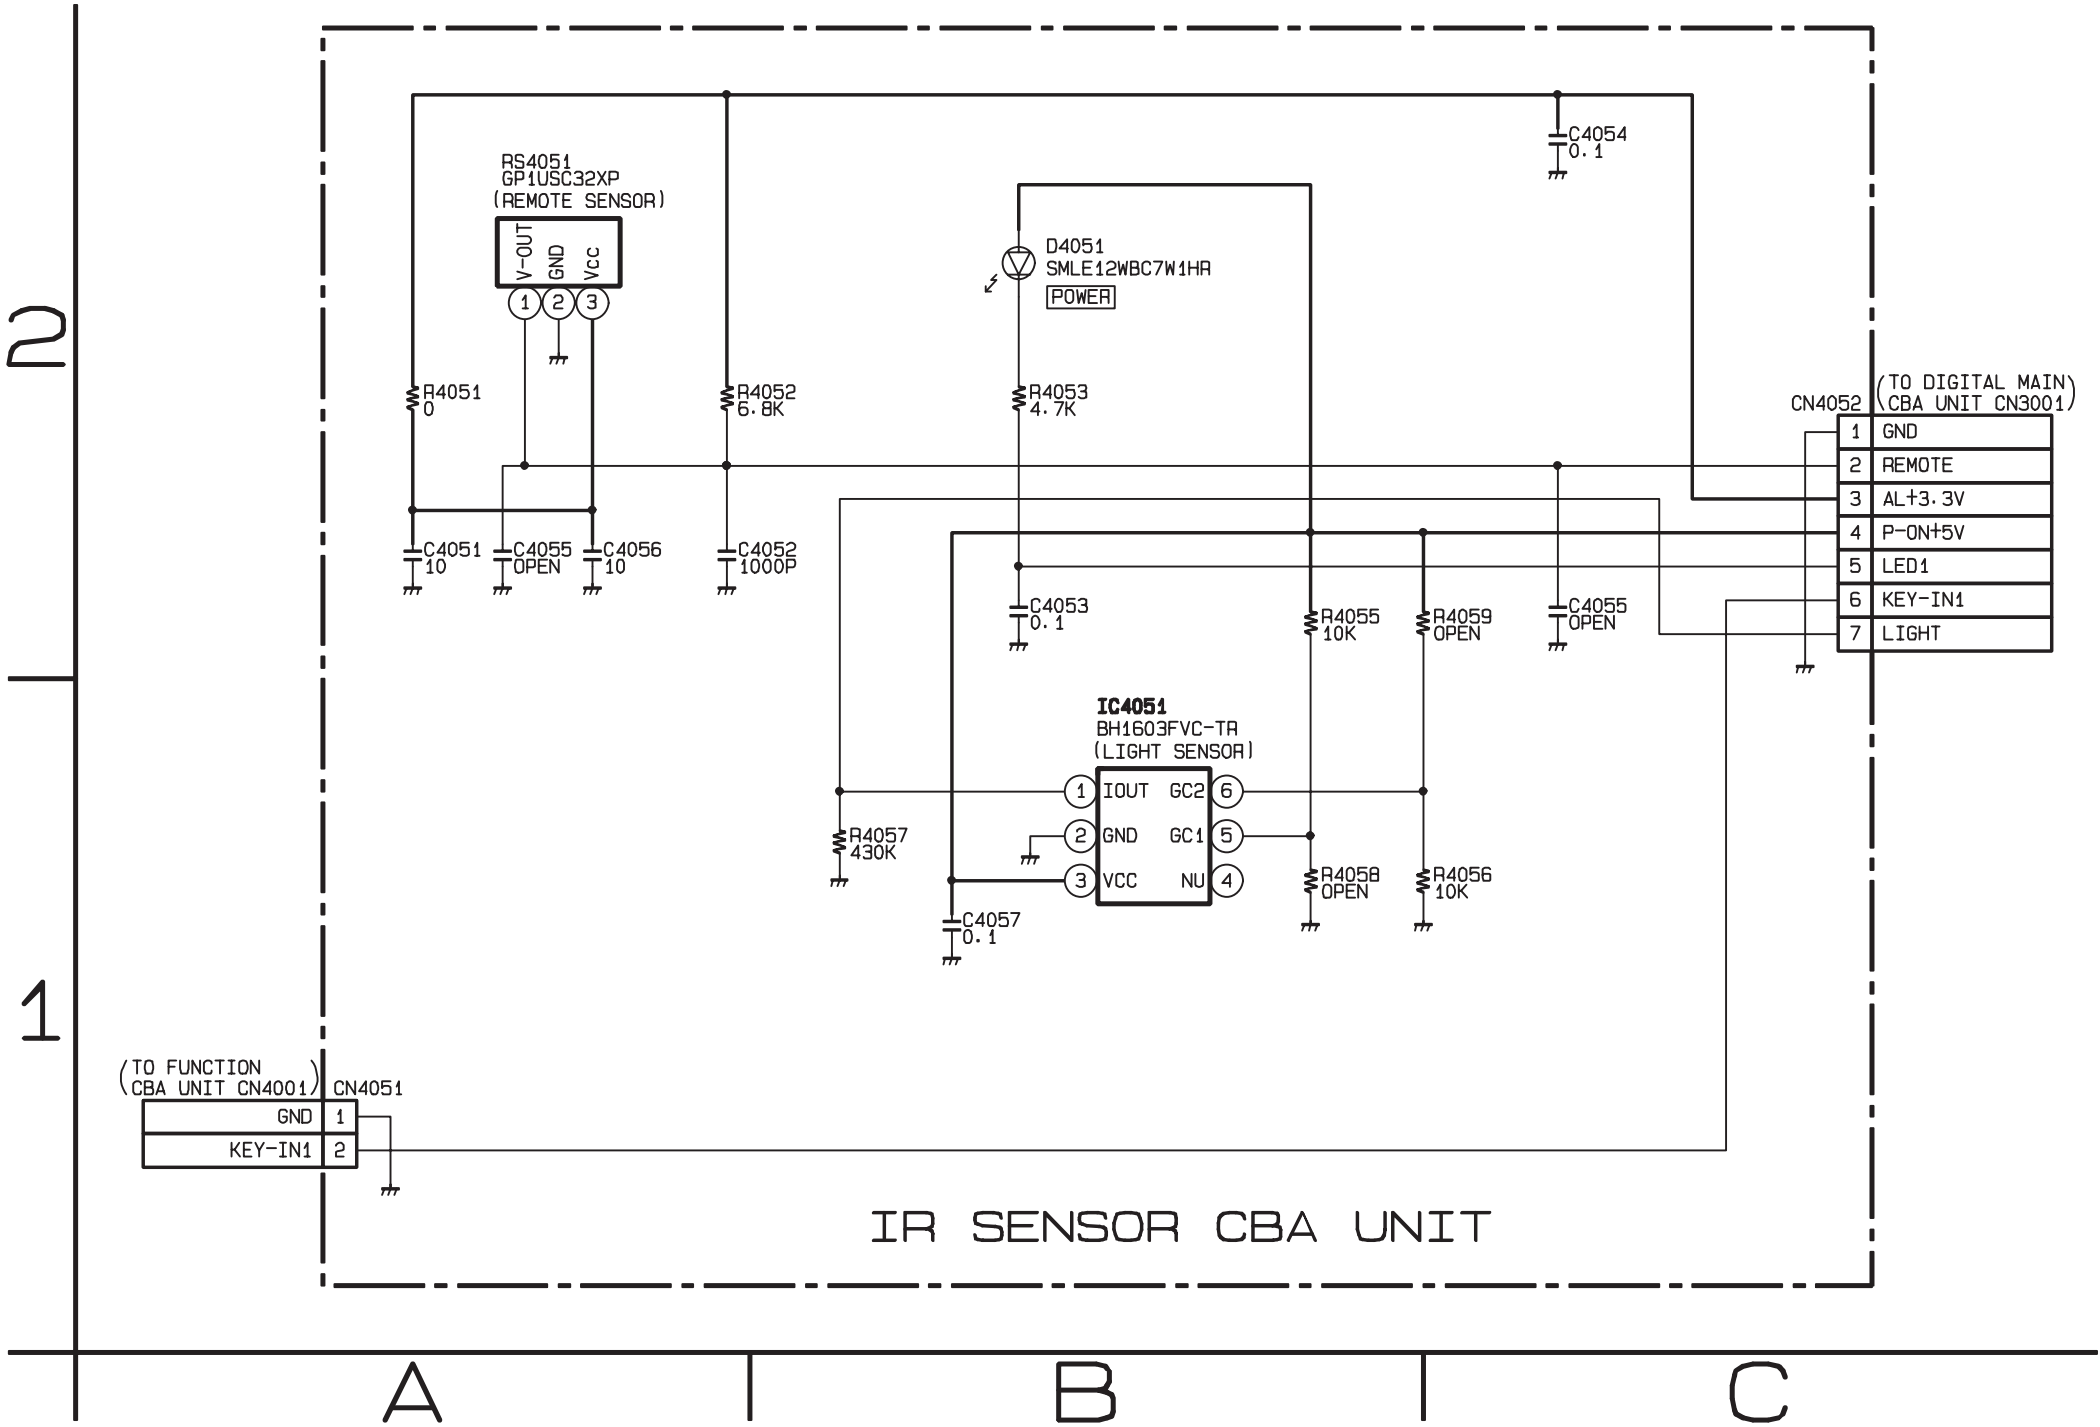 C4054
0.1
RS4051
GP1USC32XP
(REMOTE SENSOR)
V-OUT
GND
Vcc
1
2
3
D4051
SMLE12WBC7W1HR
POWER
2
R4051
0
R4052
6.8K
R4053
4.7K
(TO DIGITAL MAIN
CBA UNIT CN3001)
CN4052
1 GND
2 REMOTE
3 AL+3.3V
4 P-ON+5V
5 LED1
6 KEY-IN1
7 LIGHT
C4051
10
C4055
OPEN
C4056
10
C4052
1000P
C4053
0.1
R4055
10K
R4059
OPEN
C4055
OPEN
IC4051
BH1603FVC-TR
(LIGHT SENSOR)
1 IOUT GC2 6
2 GND GC1 5
3 VCC NU 4
R4057
430K
R4058
OPEN
R4056
10K
C4057
0.1
1
(TO FUNCTION
CBA UNIT CN4001)
CN4051
GND 1
KEY-IN1 2
IR SENSOR CBA UNIT
A
B
C